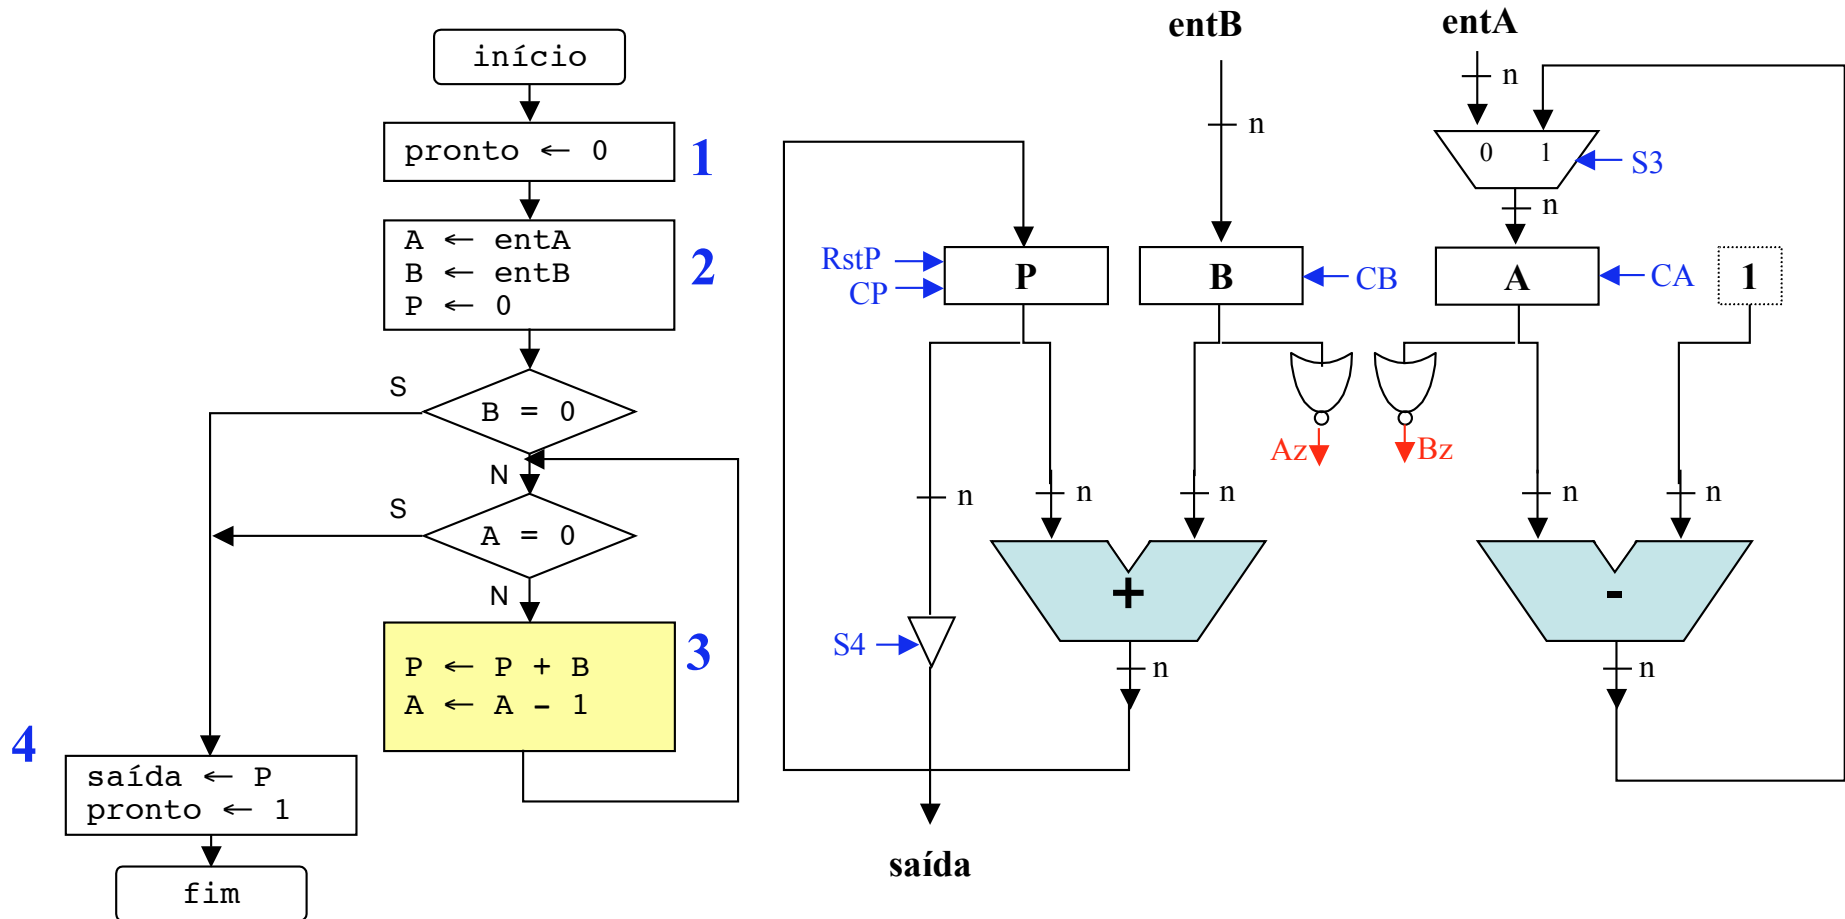 início
pronto ← 0
1
A ← entA
B ← entB
P ← 0
2
S
B = 0
N
S
A = 0
N
P ← P + B
A ← A - 1
3
4
saída ← P
pronto ← 1
fim
entB
entA
n
n
0 1
S3
n
RstP
CP
P
B
CB
A
CA
1
Az
Bz
n
n
n
n
n
+
-
S4
n
n
saída